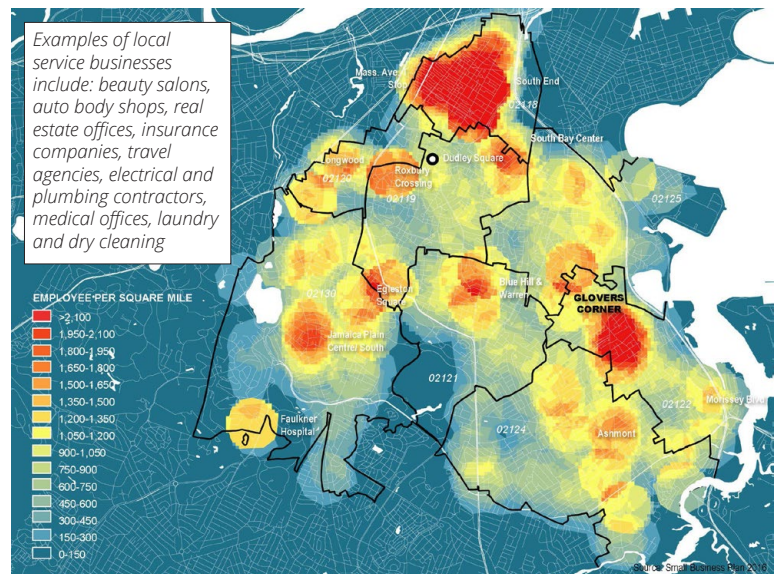 Examples of local
service businesses
include: beauty salons,
auto body shops, real
estate offices, insurance
companies, travel
agencies, electrical and
plumbing contractors,
medical offices, laundry
and dry cleaning
Mass. Ave
South End
02118
South Bay Center
Longwood
Dudley Square
Roxbury
Crossing
02120
02119
02125
EMPLOYEE PER SQUARE MILE
>2,100
1,950-2,100
1,800-1,950
1,650-1,800
1,500-1,650
1,350-1,500
1,200-1,350
1,050-1,200
900-1,050
750-900
600-750
450-600
300-450
150-300
0-150
Egleston
Square
02130
Blue Hill &
Warren
GLOVERS
CORNER
Jamaica Plain
Centre/ South
02121
02122
Morissey Blvd
Faulkner
Hospital
02124
Ashmont
Source: Small Business Plan 2016